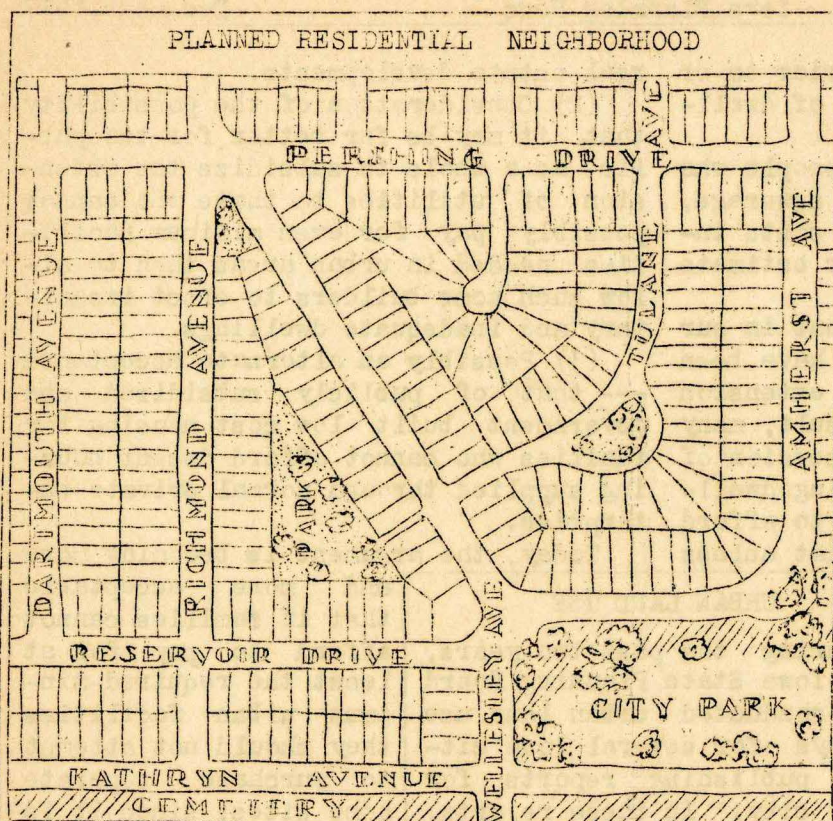 PLANNED RESIDENTIAL NEIGHBORHOOD
PERSHING DRIVE
TULANE AVE
AMHERST AVE
DARTMOUTH AVENUE
RICHMOND AVENUE
PARK
RESERVOIR DRIVE
WELLESLEY AVE
CITY PARK
KATHRYN AVENUE
CEMETERY